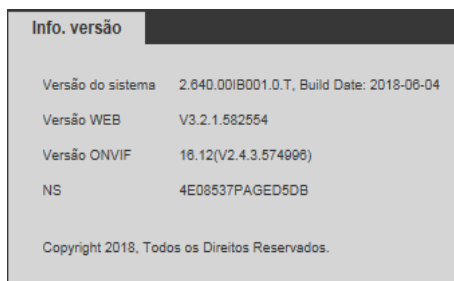 Info. versão
Versão do sistema 2.640.00IB001.0.T, Build Date: 2018-06-04
Versão WEB V3.2.1.582554
Versão ONVIF 16.12(V2.4.3.574996)
NS 4E08537PAGED5DB
Copyright 2018, Todos os Direitos Reservados.